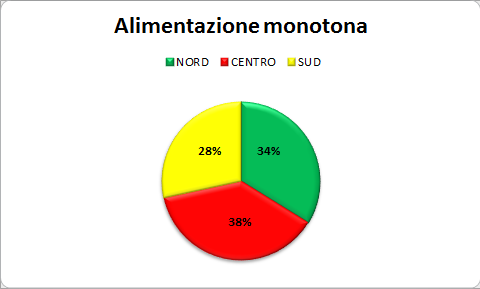 Alimentazione monotona
NORD CENTRO SUD
28% 34%
38%